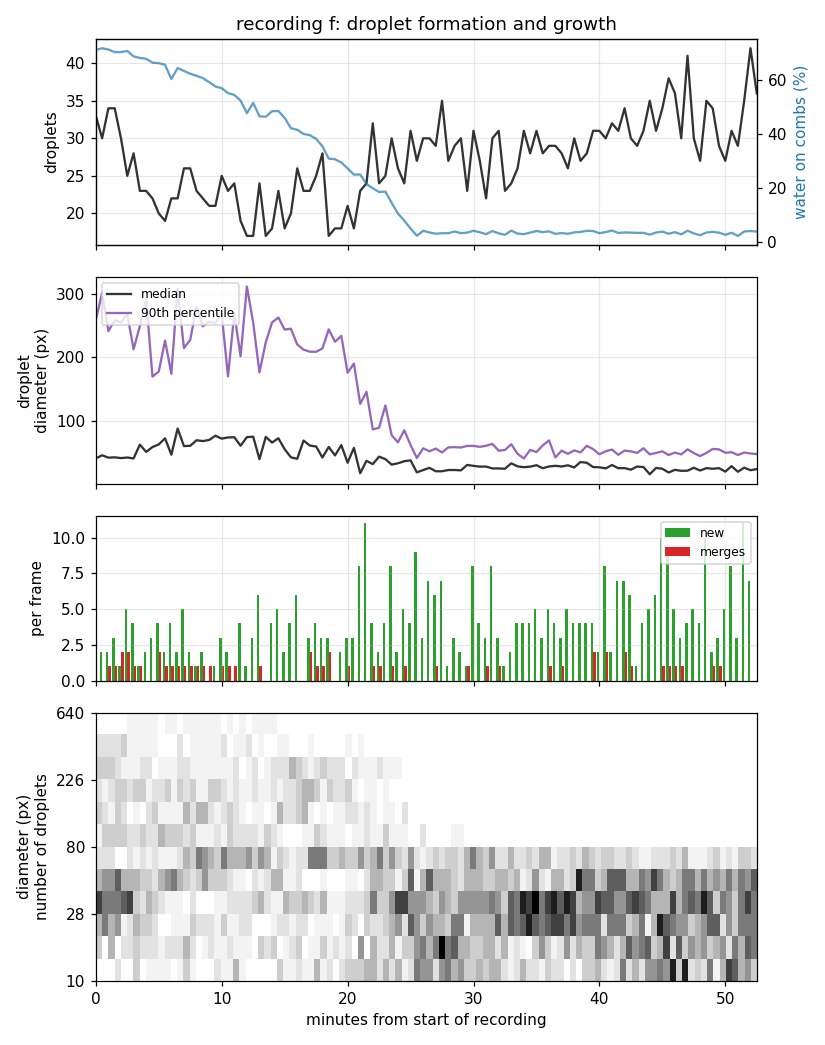 recording f: droplet formation and growth
40
35
30
25
20
droplets
60
40
20
0
water on combs (%)
median
90th percentile
300
200
100
droplet
diameter (px)
new
merges
10.0
7.5
5.0
2.5
0.0
per frame
640
226
80
28
10
diameter (px)
number of droplets
0 10 20 30 40 50
minutes from start of recording